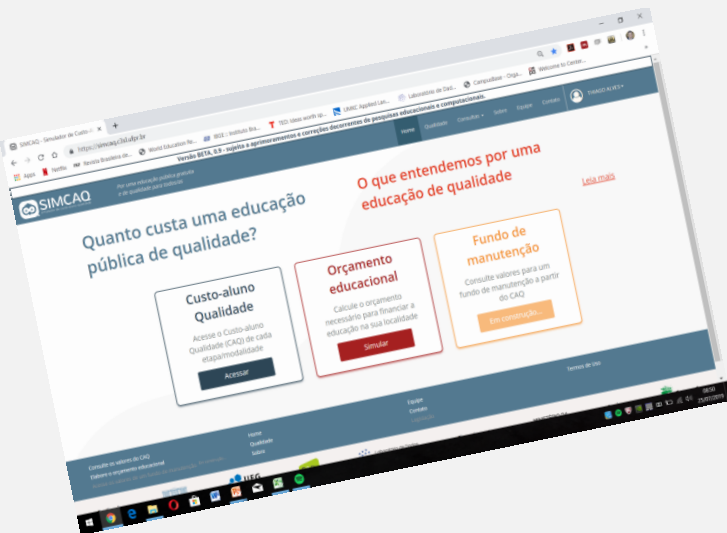 SIMCAQ - Simulador de Custo-
https://simcaq.c3sl.ufpr.br
Apps
Netflix
Revista Brasileira de...
World Education Re...
IBGE :: Instituto Bra...
TED: Ideas worth sp...
UMKC Applied Lan...
Laboratório de Dad...
CampusBase - Orga...
Welcome to Center...
Versão BETA, 0.9 - sujeita a aprimoramentos e correções decorrentes de pesquisas educacionais e computacionais.
SIMCAQ
Por uma educação pública gratuita
e de qualidade para todos/as
Home
Qualidade
Consultas
Sobre
Equipe
Contato
THIAGO ALVES
Quanto custa uma educação
pública de qualidade?
O que entendemos por uma
educação de qualidade
Leia mais
Custo-aluno
Qualidade
Acesse o Custo-aluno
Qualidade (CAQ) de cada
etapa/modalidade
Acessar
Orçamento
educacional
Calcule o orçamento
necessário para financiar a
educação na sua localidade
Simular
Fundo de
manutenção
Consulte valores para um
fundo de manutenção a partir
do CAQ
Em construção...
Consulte os valores do CAQ
Elabore o orçamento educacional
Home
Qualidade
Sobre
Equipe
Contato
Termos de Uso
UFG
08:50
25/07/2019